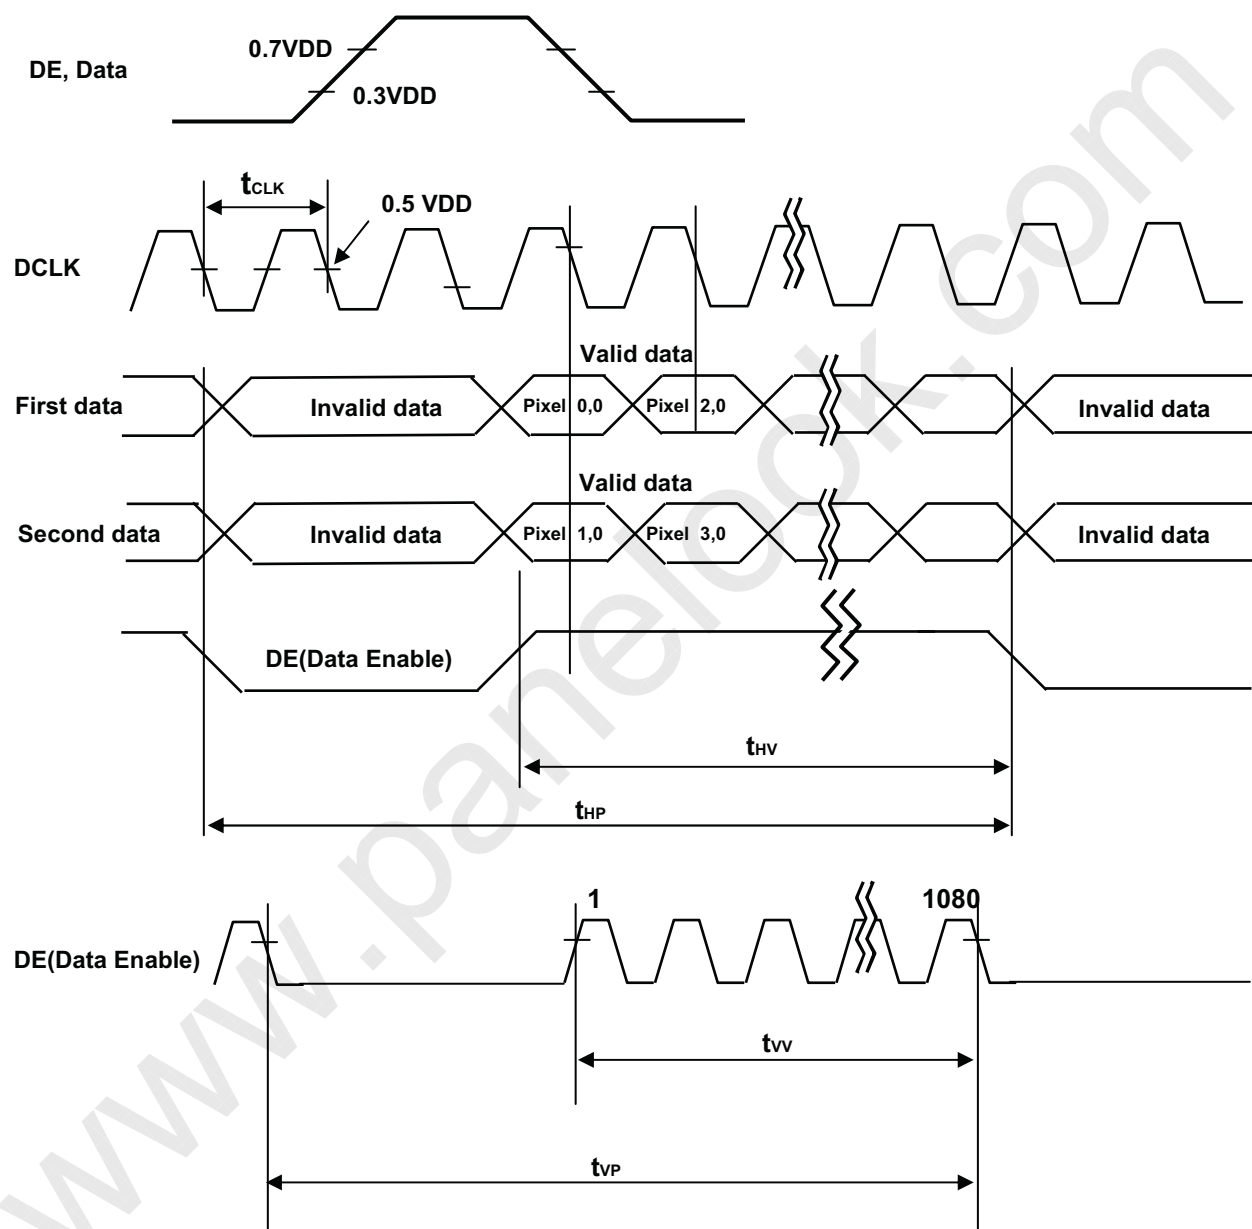 0.7VDD
DE, Data
0.3VDD
tCLK
0.5 VDD
DCLK
Valid data
First data
Invalid data
Pixel 0,0
Pixel 2,0
Invalid data
Valid data
Second data
Invalid data
Pixel 1,0
Pixel 3,0
Invalid data
DE(Data Enable)
tHV
tHP
1
1080
DE(Data Enable)
tVV
tVP
www.panelook.com